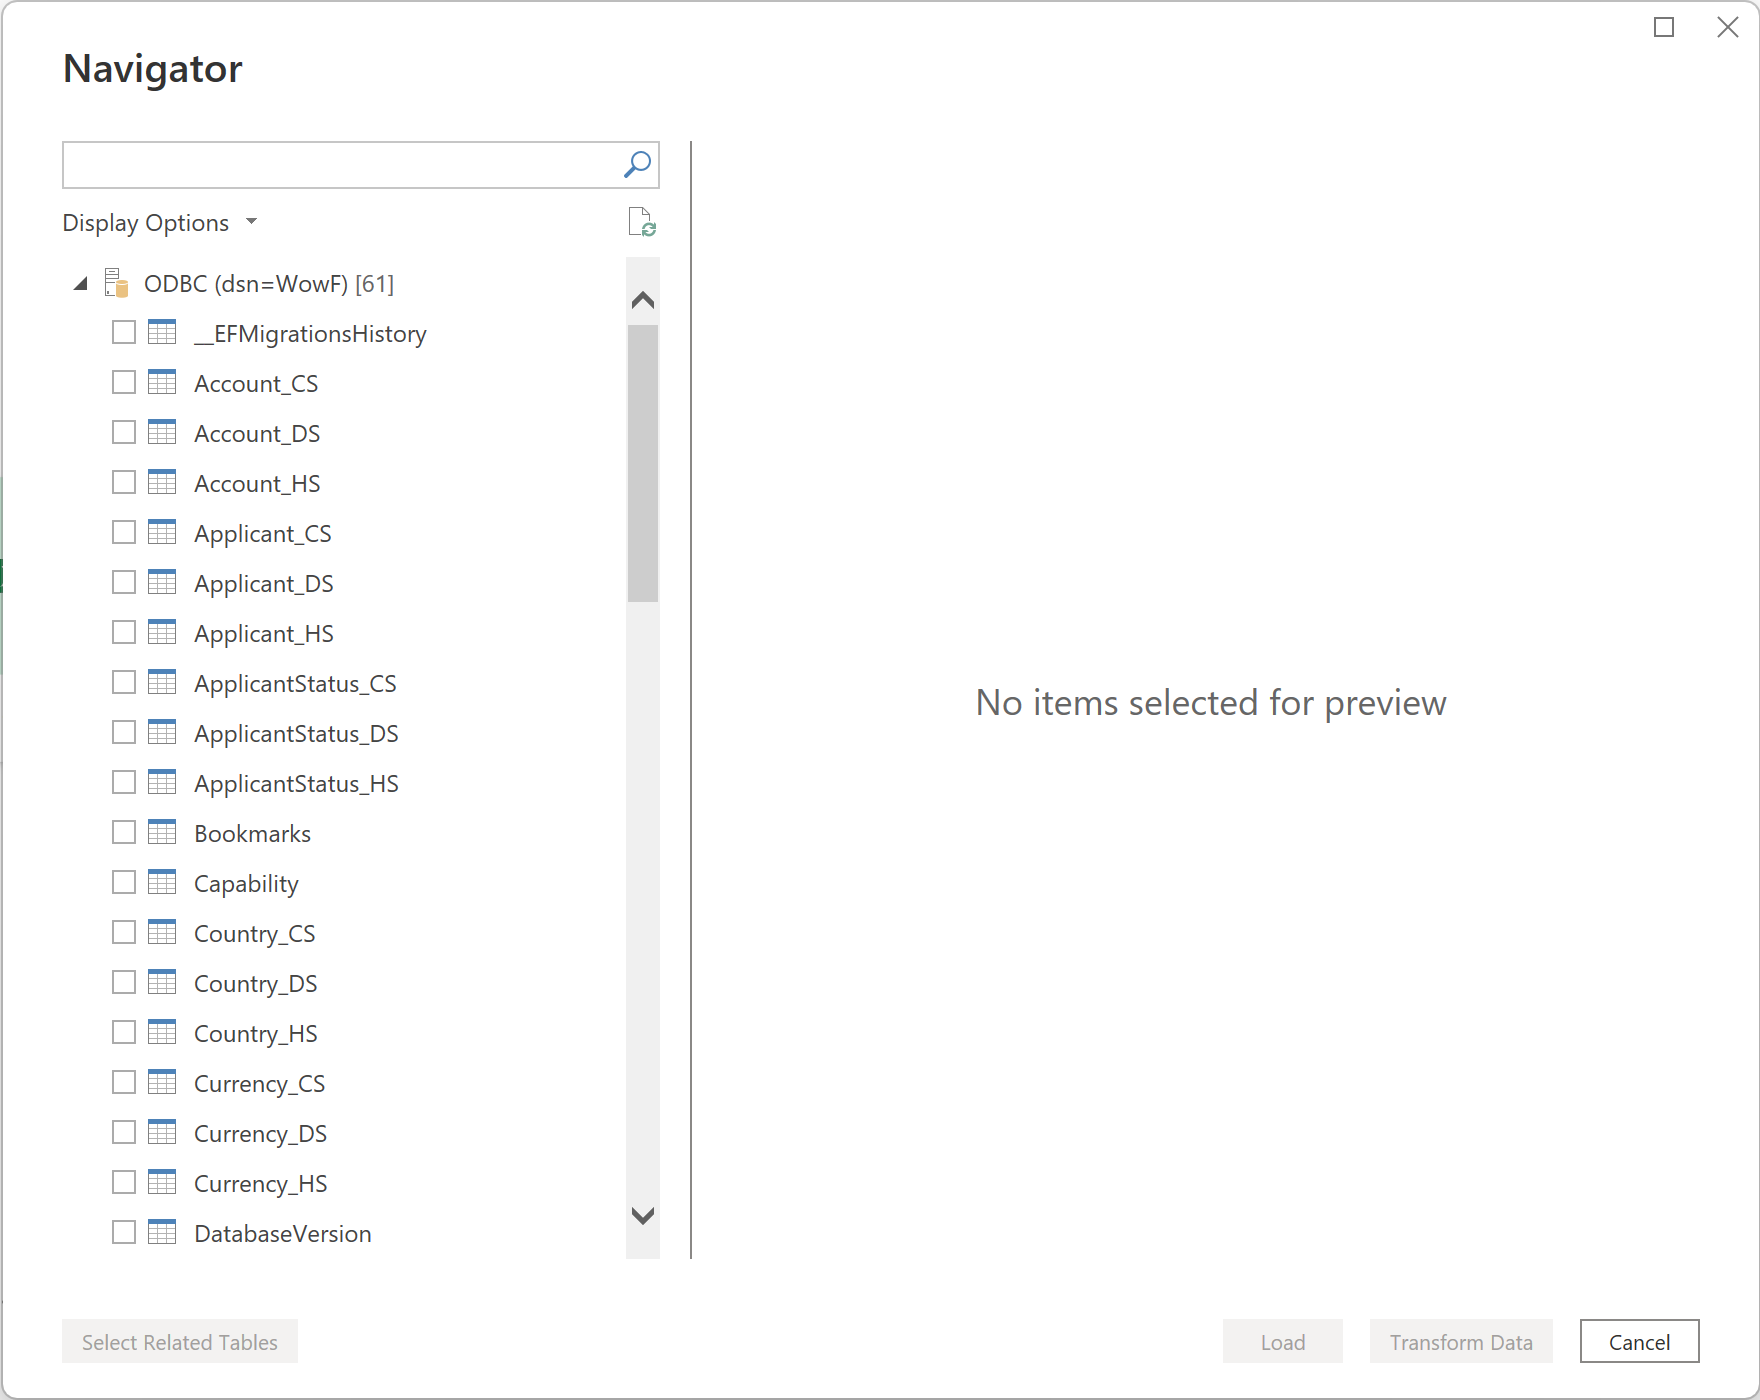 Navigator
Display Options
ODBC (dsn=WowF) [61]
__EFMigrationsHistory
Account_CS
Account_DS
Account_HS
Applicant_CS
Applicant_DS
Applicant_HS
ApplicantStatus_CS
ApplicantStatus_DS
ApplicantStatus_HS
Bookmarks
Capability
Country_CS
Country_DS
Country_HS
Currency_CS
Currency_DS
Currency_HS
DatabaseVersion
No items selected for preview
Select Related Tables
Load
Transform Data
Cancel